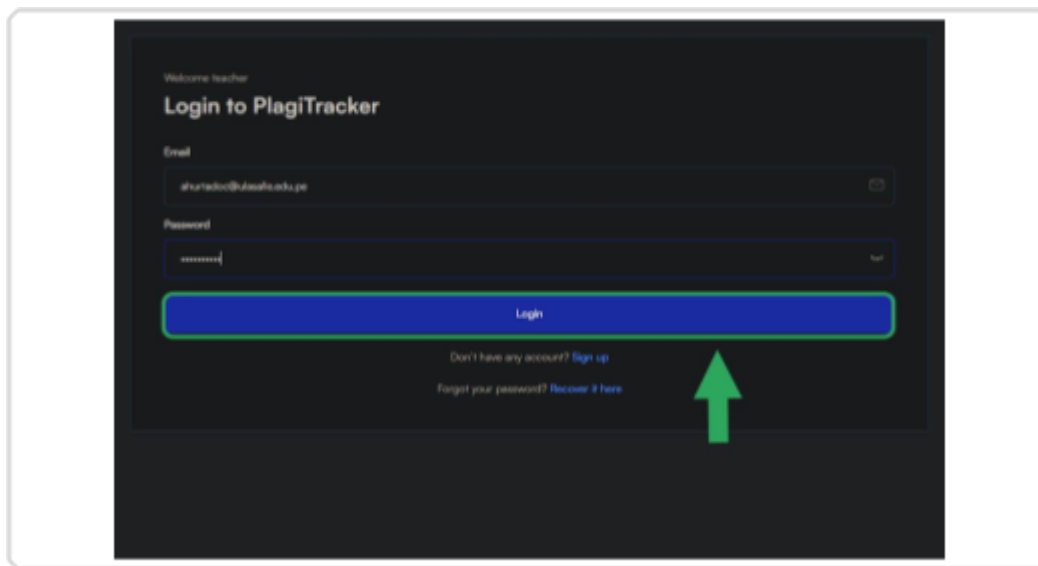 Welcome teacher
Login to PlagiTracker
Email
ahurtadoc@ulasalle.edu.pe
Password
••••••••••
Login
Don't have any account? Sign up
Forgot your password? Recover it here